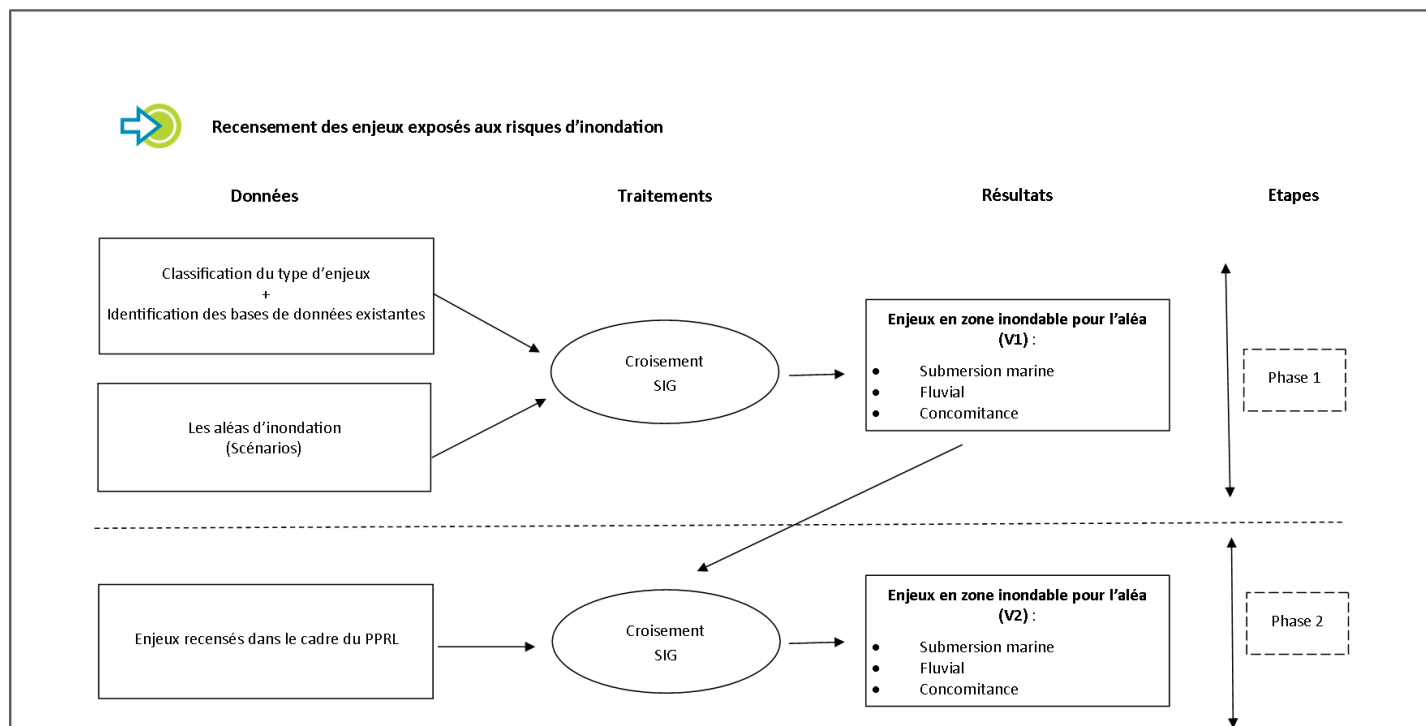 Recensement des enjeux exposés aux risques d’inondation
Données
Traitements
Résultats
Etapes
Classification du type d’enjeux
+
Identification des bases de données existantes
Les aléas d’inondation
(Scénarios)
Croisement
SIG
Enjeux en zone inondable pour l’aléa
(V1) :
• Submersion marine
• Fluvial
• Concomitance
Phase 1
Enjeux recensés dans le cadre du PPRL
Croisement
SIG
Enjeux en zone inondable pour l’aléa
(V2) :
• Submersion marine
• Fluvial
• Concomitance
Phase 2